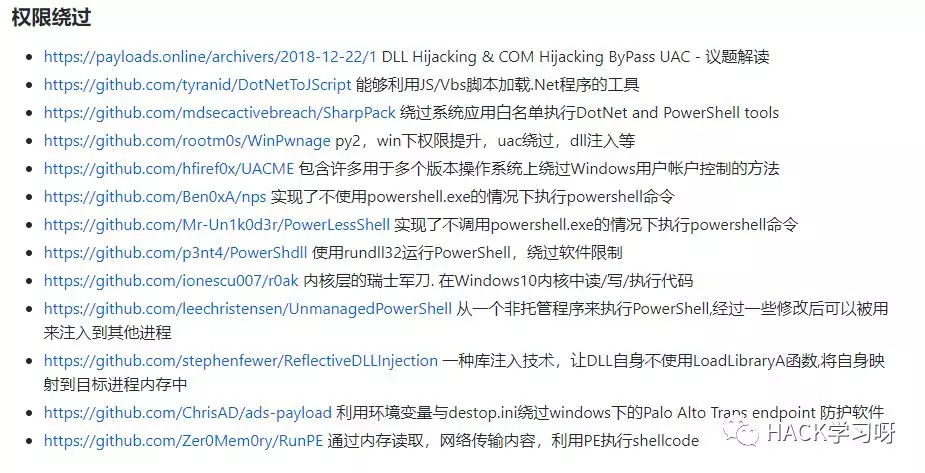 权限绕过
https://payloads.online/archivers/2018-12-22/1 DLL Hijacking & COM Hijacking ByPass UAC - 议题解读
https://github.com/tyranid/DotNetToJScript 能够利用JS/Vbs脚本加载.Net程序的工具
https://github.com/mdsecactivebreach/SharpPack 绕过系统应用白名单执行DotNet and PowerShell tools
https://github.com/rootm0s/WinPwnage py2，win下权限提升，uac绕过，dll注入等
https://github.com/hfiref0x/UACME 包含许多用于多个版本操作系统上绕过Windows用户帐户控制的方法
https://github.com/Ben0xA/nps 实现了不使用powershell.exe的情况下执行powershell命令
https://github.com/Mr-Un1k0d3r/PowerLessShell 实现了不调用powershell.exe的情况下执行powershell命令
https://github.com/p3nt4/PowerShdll 使用rundll32运行PowerShell，绕过软件限制
https://github.com/ionescu007/r0ak 内核层的瑞士军刀. 在Windows10内核中读/写/执行代码
https://github.com/leechristensen/UnmanagedPowerShell 从一个非托管程序来执行PowerShell,经过一些修改后可以被用
来注入到其他进程
https://github.com/stephenfewer/ReflectiveDLLInjection 一种库注入技术，让DLL自身不使用LoadLibraryA函数,将自身映
射到目标进程内存中
https://github.com/ChrisAD/ads-payload 利用环境变量与destop.ini绕过windows下的Palo Alto Traps endpoint 防护软件
https://github.com/Zer0Mem0ry/RunPE 通过内存读取，网络传输内容，利用PE执行shellcode
HACK学习呀